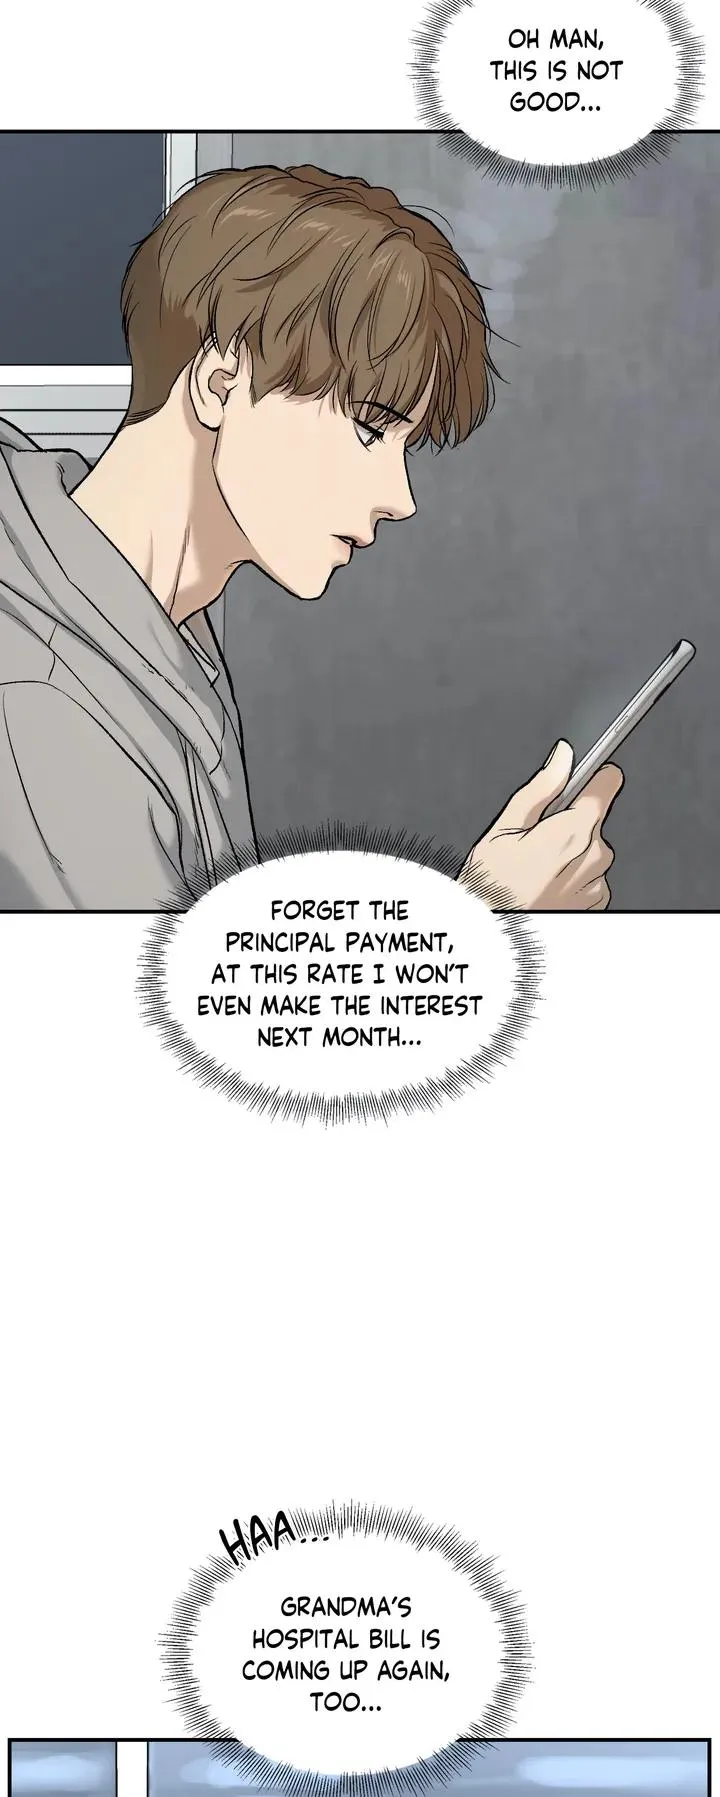 OH MAN,
THIS IS NOT
GOOD...
FORGET THE
PRINCIPAL PAYMENT,
AT THIS RATE I WON'T
EVEN MAKE THE INTEREST
NEXT MONTH...
HAA...
GRANDMA'S
HOSPITAL BILL IS
COMING UP AGAIN,
TOO...